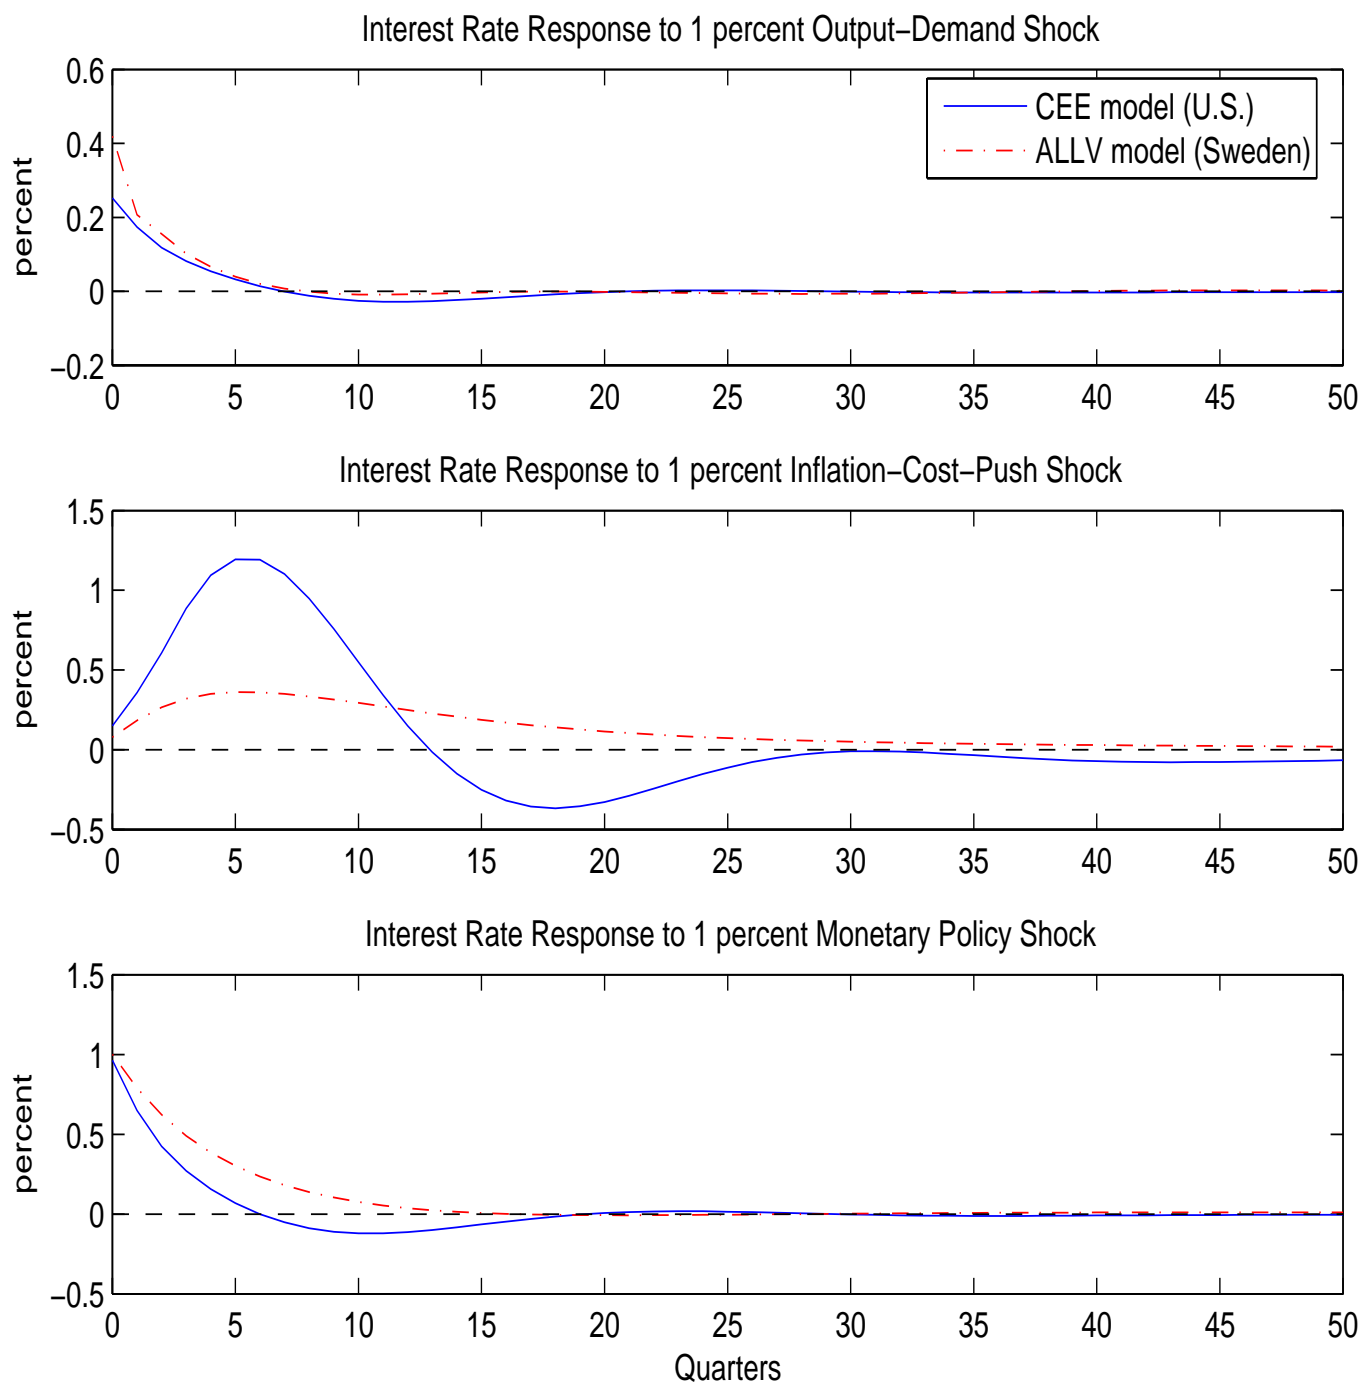 Interest Rate Response to 1 percent Output−Demand Shock
0.6
0.4
0.2
0
−0.2
percent
CEE model (U.S.)
ALLV model (Sweden)
0 5 10 15 20 25 30 35 40 45 50
Interest Rate Response to 1 percent Inflation−Cost−Push Shock
1.5
1
0.5
0
−0.5
percent
0 5 10 15 20 25 30 35 40 45 50
Interest Rate Response to 1 percent Monetary Policy Shock
1.5
1
0.5
0
−0.5
percent
0 5 10 15 20 25 30 35 40 45 50
Quarters